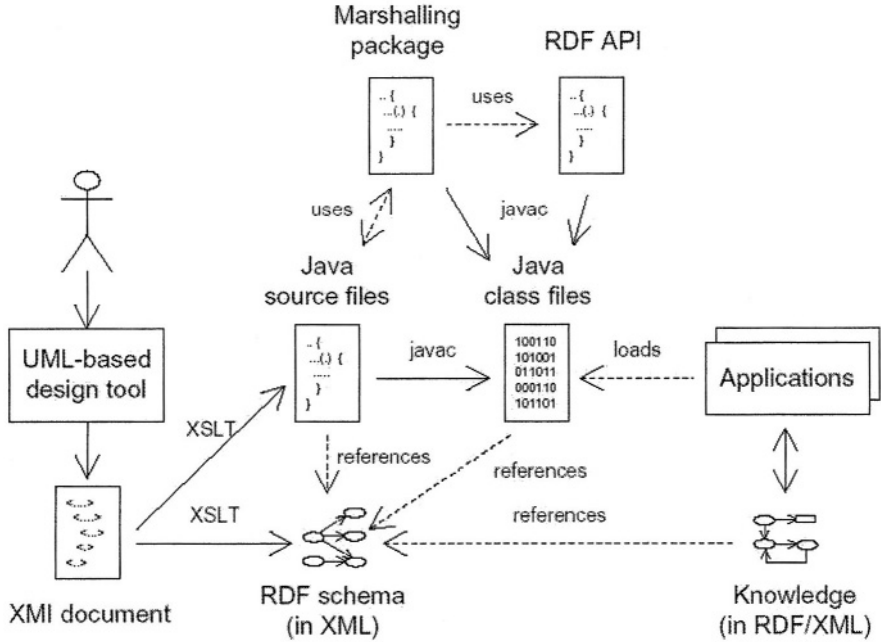 Marshalling
package
RDF API
.. {
...(.) {
.....
}
}
uses
.. {
...(.) {
.....
}
}
uses
javac
Java
source files
Java
class files
UML-based
design tool
.. {
...(.) {
.....
}
}
javac
100110
101001
011011
000110
101101
loads
Applications
XSLT
references
references
XSLT
references
<...>
<...>
<...>
<..>
<...>
XMI document
RDF schema
(in XML)
Knowledge
(in RDF/XML)